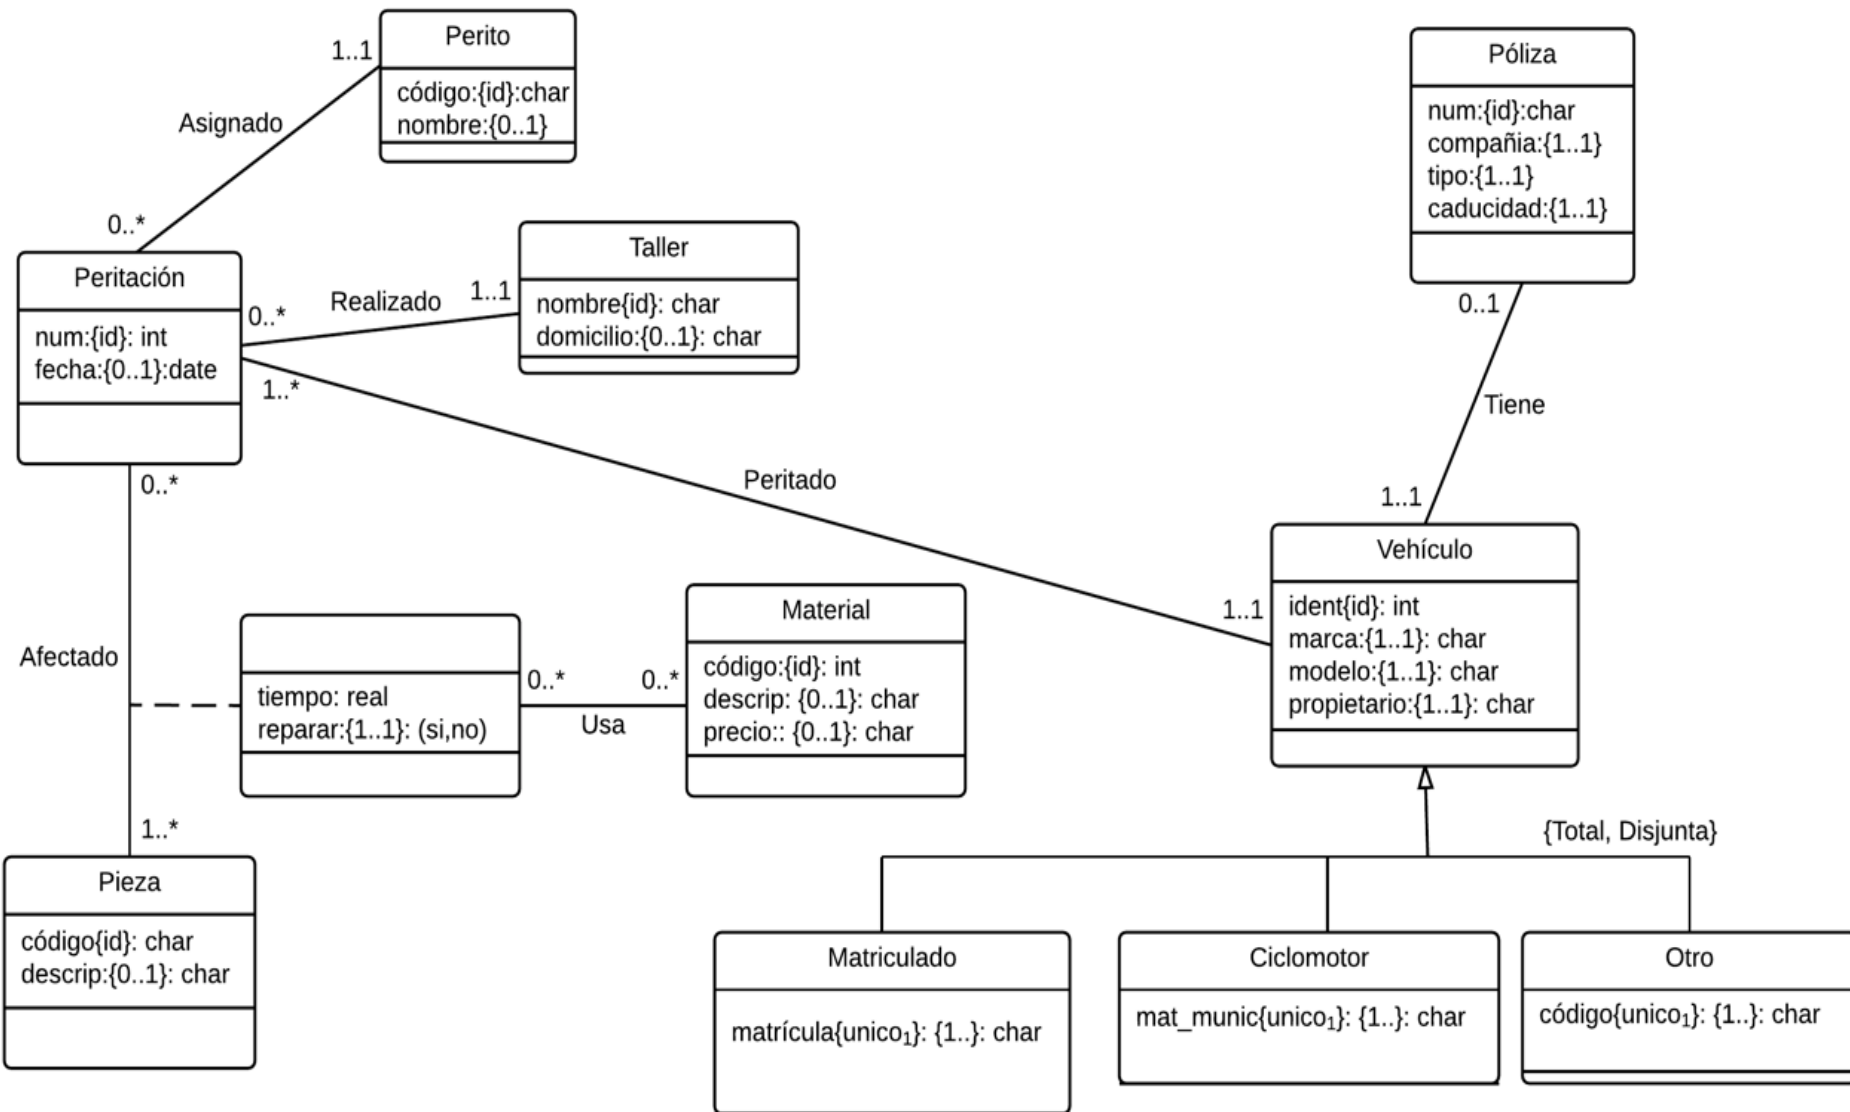 Perito
código:{id}:char
nombre:{0..1}
1..1
Asignado
0..*
Póliza
num:{id}:char
compañia:{1..1}
tipo:{1..1}
caducidad:{1..1}
0..1
Tiene
1..1
Taller
nombre{id}: char
domicilio:{0..1}: char
Peritación
num:{id}: int
fecha:{0..1}:date
0..*
Realizado
1..1
1..*
Peritado
1..1
Vehículo
ident{id}: int
marca:{1..1}: char
modelo:{1..1}: char
propietario:{1..1}: char
0..*
Afectado
1..*
tiempo: real
reparar:{1..1}: (si,no)
0..*
Usa
0..*
Material
código:{id}: int
descrip: {0..1}: char
precio:: {0..1}: char
{Total, Disjunta}
Pieza
código{id}: char
descrip:{0..1}: char
Matriculado
matrícula{unico₁}: {1..}: char
Ciclomotor
mat_munic{unico₁}: {1..}: char
Otro
código{unico₁}: {1..}: char